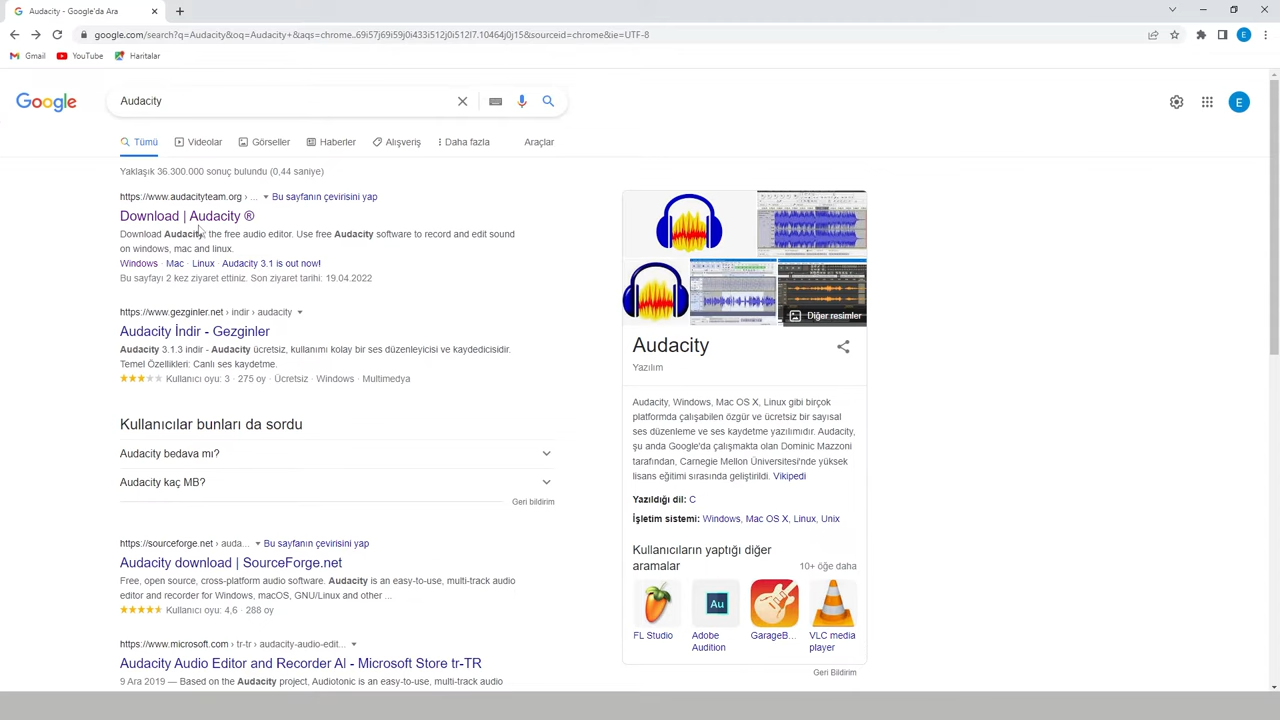 Audacity - Google'da Ara
google.com/search?q=Audacity&oq=Audacity+&aqs=chrome..69i57j69i59j0i433i512j0i512l7.10464j0j15&sourceid=chrome&ie=UTF-8
E
Gmail
YouTube
Haritalar
Google
Audacity
E
Tümü
Videolar
Görseller
Haberler
Alışveriş
Daha fazla
Araçlar
Yaklaşık 36.300.000 sonuç bulundu (0,44 saniye)
https://www.audacityteam.org › ... Bu sayfanın çevirisini yap
Download | Audacity ®
Download Audacity, the free audio editor. Use free Audacity software to record and edit sound
on windows, mac and linux.
Windows · Mac · Linux · Audacity 3.1 is out now!
Bu sayfayı 2 kez ziyaret ettiniz. Son ziyaret tarihi: 19.04.2022
https://www.gezginler.net › indir › audacity
Audacity İndir - Gezginler
Audacity 3.1.3 indir - Audacity ücretsiz, kullanımı kolay bir ses düzenleyicisi ve kaydedicisidir.
Temel Özellikleri: Canlı ses kaydetme.
Kullanıcı oyu: 3 · 275 oy · Ücretsiz · Windows · Multimedya
Kullanıcılar bunları da sordu
Audacity bedava mı?
Audacity kaç MB?
Geri bildirim
https://sourceforge.net › auda... Bu sayfanın çevirisini yap
Audacity download | SourceForge.net
Free, open source, cross-platform audio software. Audacity is an easy-to-use, multi-track audio
editor and recorder for Windows, macOS, GNU/Linux and other ...
Kullanıcı oyu: 4,6 · 288 oy
https://www.microsoft.com › tr-tr › audacity-audio-edit...
Audacity Audio Editor and Recorder Al - Microsoft Store tr-TR
9 Ara 2019 — Based on the Audacity project, Audiotonic is an easy-to-use, multi-track audio
Diğer resimler
Audacity
Yazılım
Audacity, Windows, Mac OS X, Linux gibi birçok
platformda çalışabilen özgür ve ücretsiz bir sayısal
ses düzenleme ve ses kaydetme yazılımıdır. Audacity,
şu anda Google'da çalışmakta olan Dominic Mazzoni
tarafından, Carnegie Mellon Üniversitesi'nde yüksek
lisans eğitimi sırasında geliştirildi. Vikipedi
Yazıldığı dil: C
İşletim sistemi: Windows, Mac OS X, Linux, Unix
Kullanıcıların yaptığı diğer
aramalar
10+ öğe daha
Au
FL Studio
Adobe
Audition
GarageB...
VLC media
player
Geri Bildirim